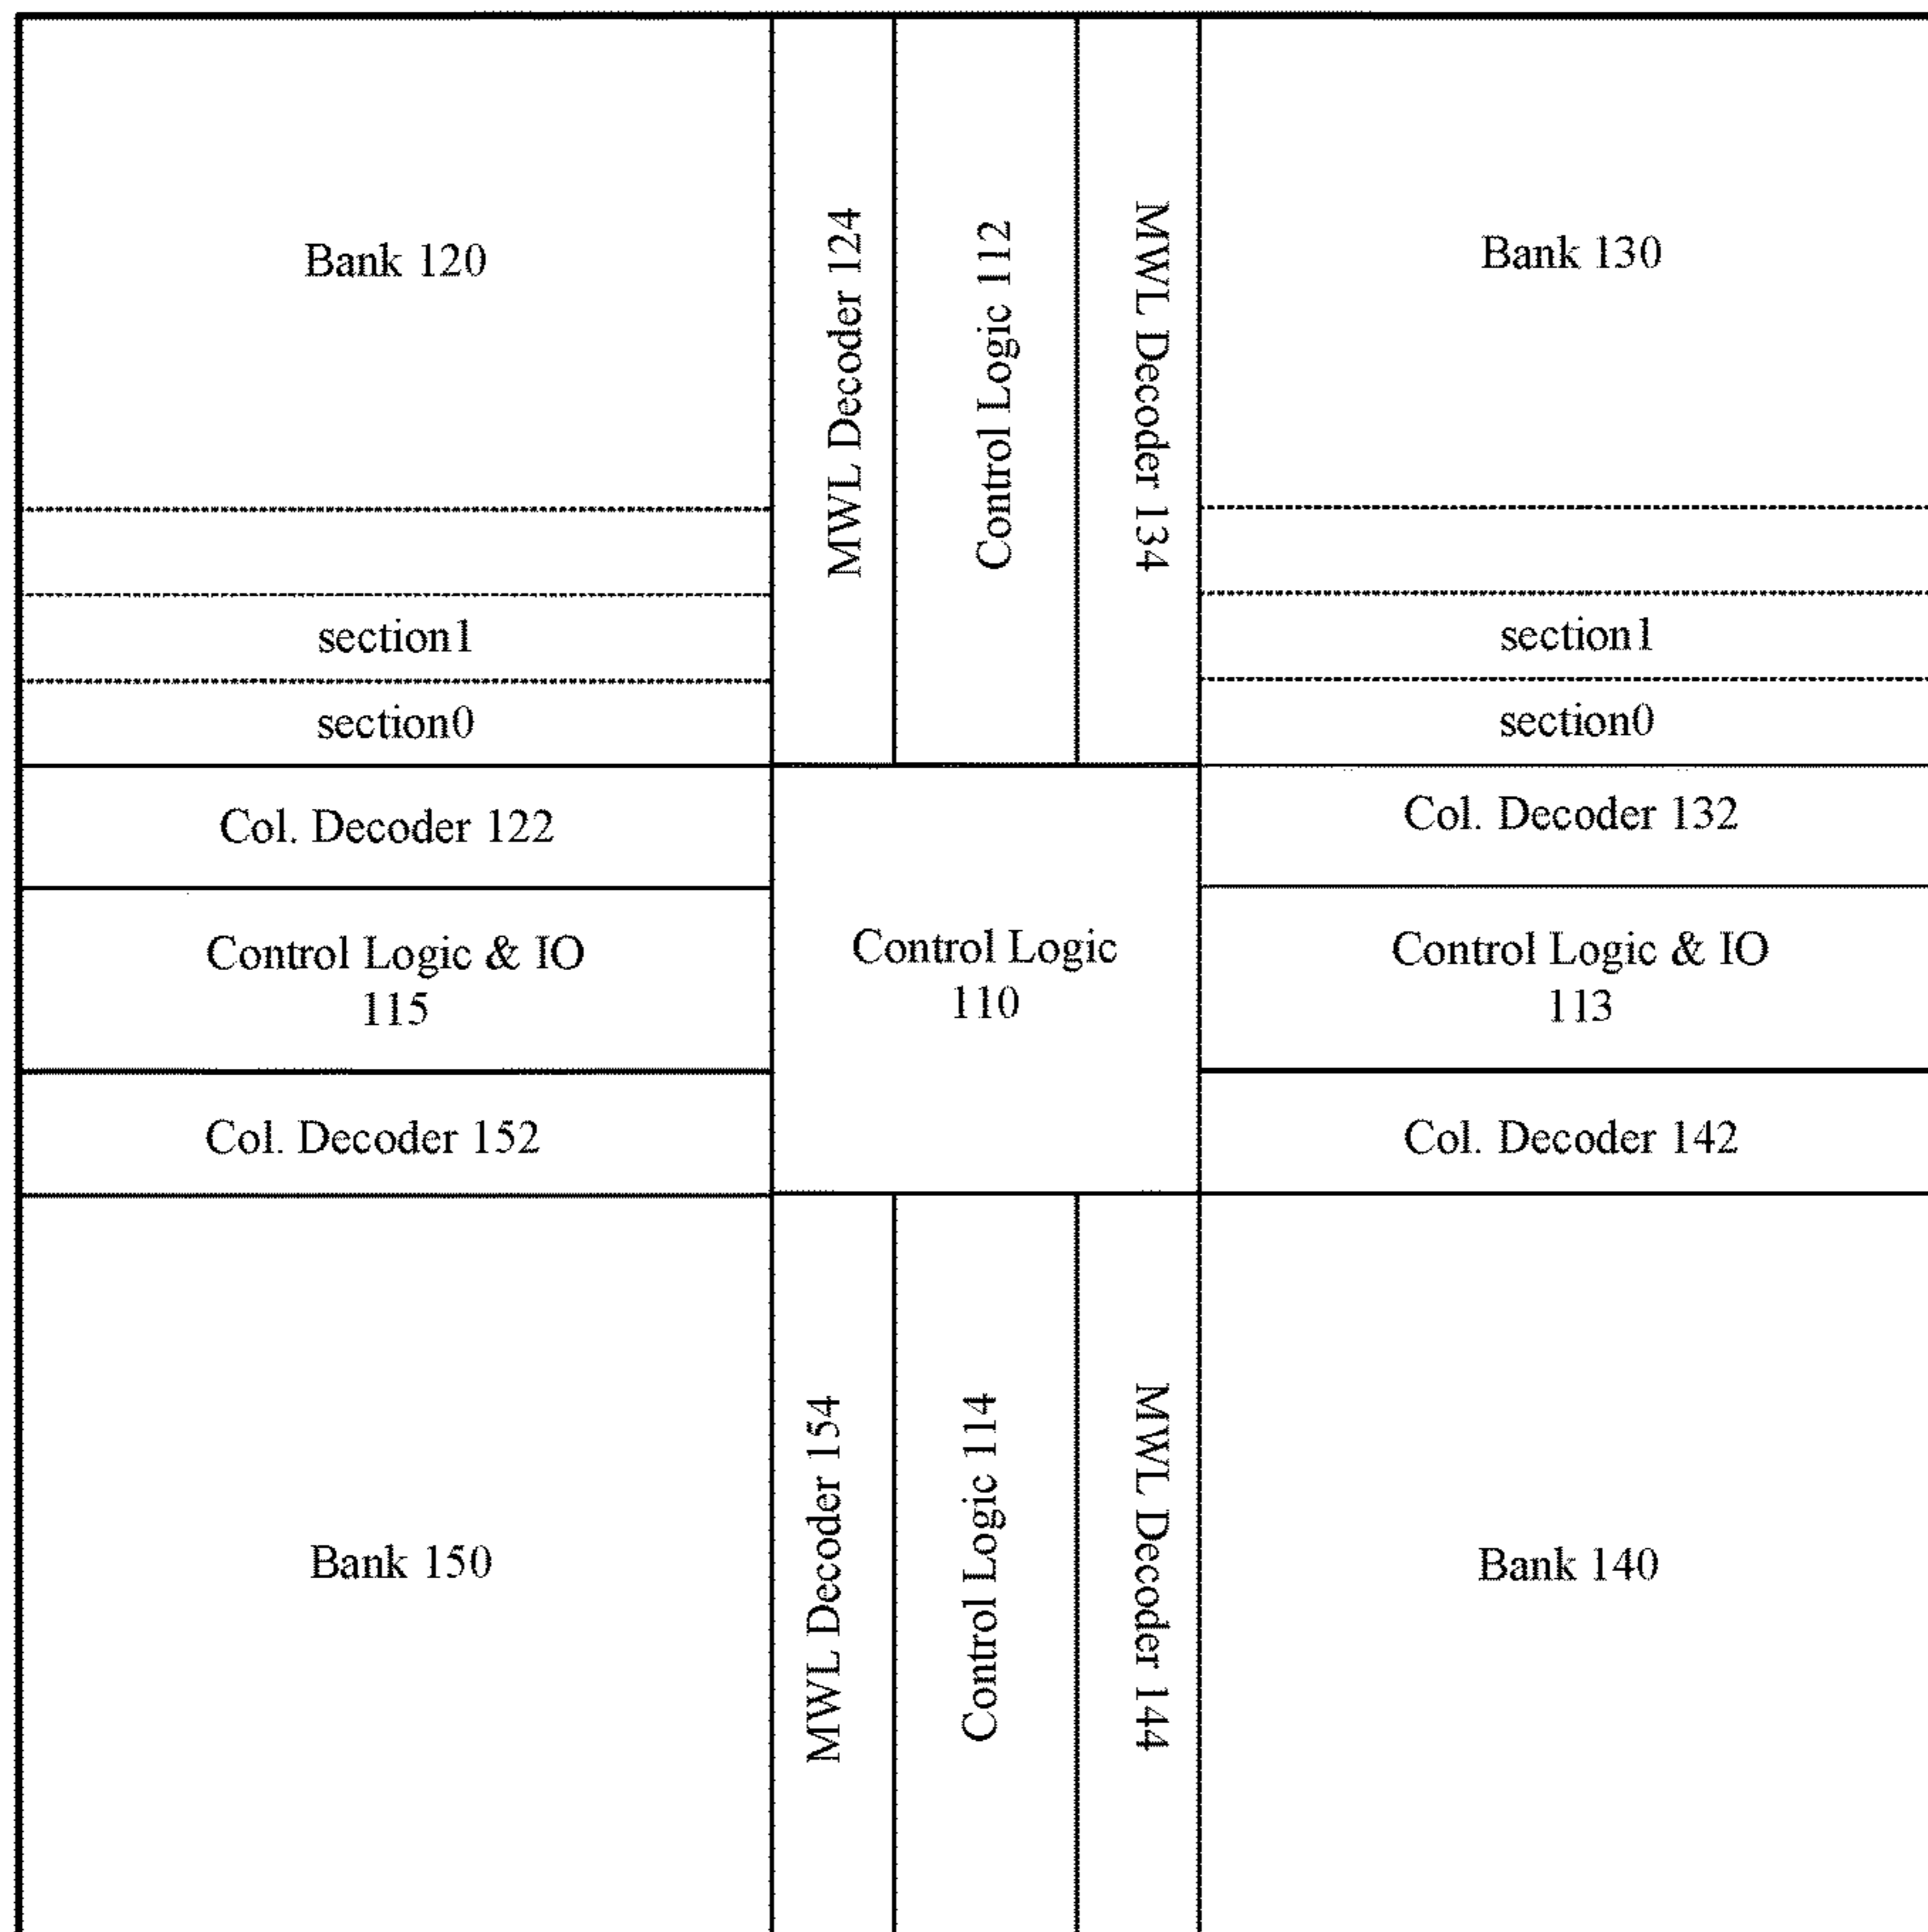 Bank 120
MWL Decoder 124
Control Logic 112
MWL Decoder 134
Bank 130
section1
section0
section1
section0
Col. Decoder 122
Control Logic & IO
115
Col. Decoder 152
Control Logic
110
Col. Decoder 132
Control Logic & IO
113
Col. Decoder 142
Bank 150
MWL Decoder 154
Control Logic 114
MWL Decoder 144
Bank 140